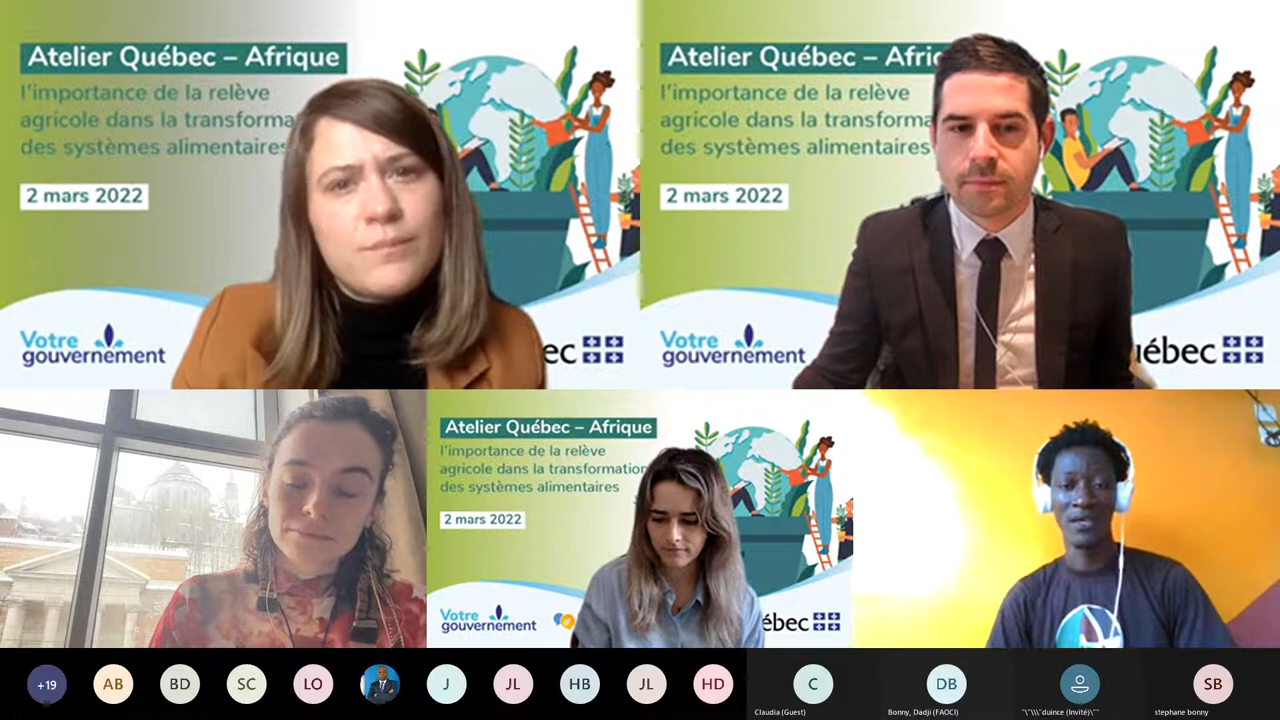 Atelier Québec – Afrique
l'importance de la relève
agricole dans la transforma
des systèmes alimentaires
2 mars 2022
Votre
gouvernement
ec
Atelier Québec – Afric
l'importance de la relève
agricole dans la transforma
des systèmes alimentaires
2 mars 2022
Votre
gouvernement
uébec
Atelier Québec – Afrique
l'importance de la relève
agricole dans la transformation
des systèmes alimentaires
2 mars 2022
Votre
gouvernement
ébec
+19
AB
BD
SC
LO
J
JL
HB
JL
HD
C
DB
SB
Claudia (Guest)
Bonny, Dadji (FAOCI)
"\"\\\"duince (Invité)\""
stephane bonny